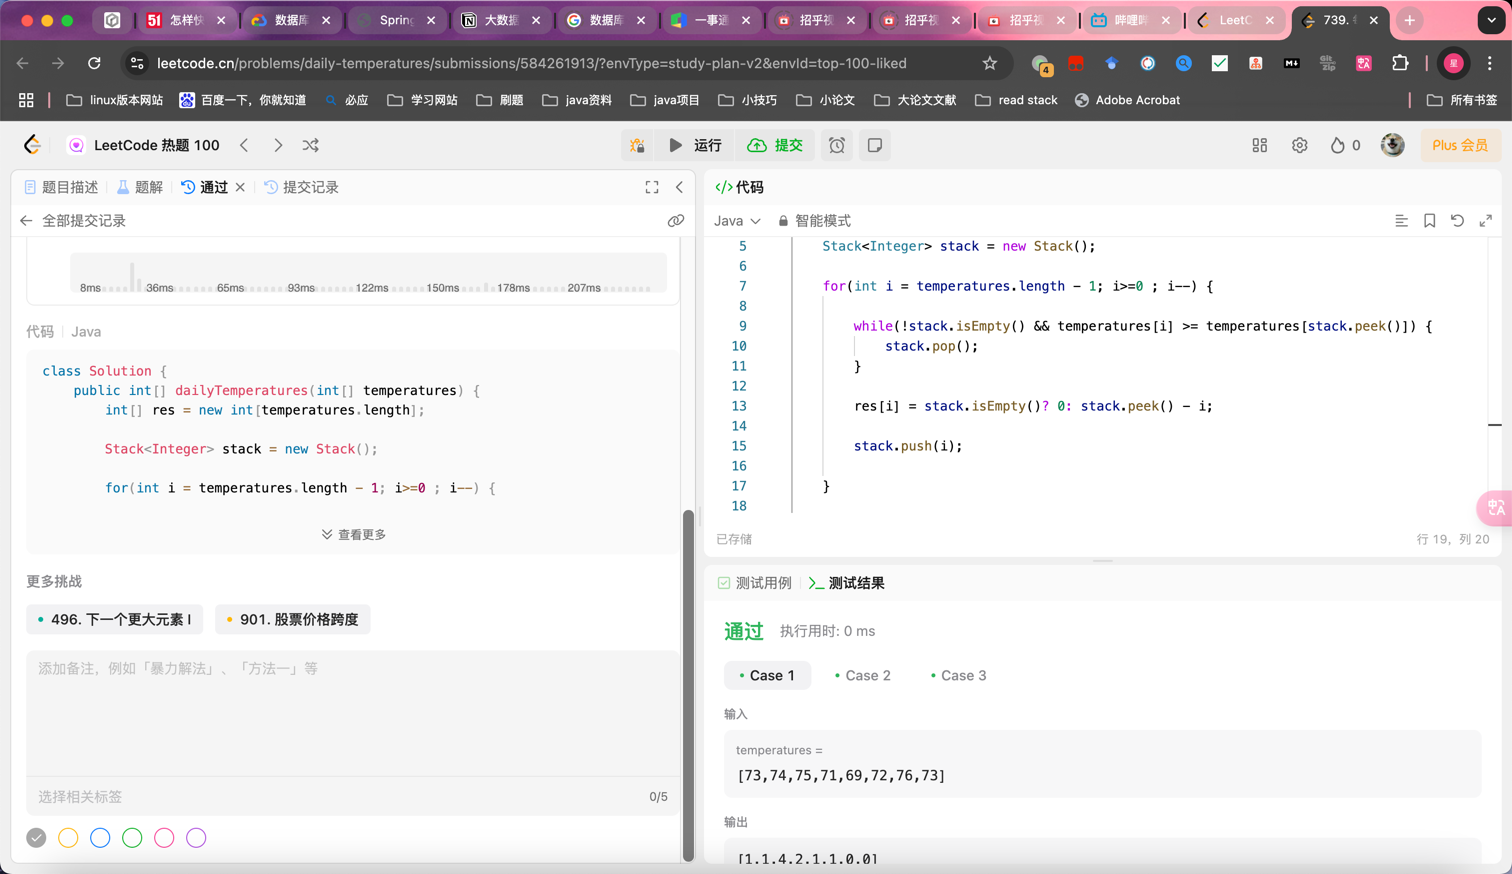 51 怎样快
数据库
Spring
大数据
数据库
一事通
招乎视
招乎视
招乎视
哔哩哔
LeetC
739.
leetcode.cn/problems/daily-temperatures/submissions/584261913/?envType=study-plan-v2&envId=top-100-liked
4
Git zip
星
linux版本网站
百度一下，你就知道
必应
学习网站
刷题
java资料
java项目
小技巧
小论文
大论文文献
read stack
Adobe Acrobat
所有书签
LeetCode 热题 100
运行
提交
0
Plus 会员
题目描述
题解
通过
提交记录
全部提交记录
8ms 36ms 65ms 93ms 122ms 150ms 178ms 207ms
代码 Java
class Solution {
public int[] dailyTemperatures(int[] temperatures) {
int[] res = new int[temperatures.length];
Stack<Integer> stack = new Stack();
for(int i = temperatures.length - 1; i>=0 ; i--) {
查看更多
更多挑战
496. 下一个更大元素 I
901. 股票价格跨度
添加备注，例如「暴力解法」、「方法一」等
选择相关标签 0/5
</>代码
Java 智能模式
5 Stack<Integer> stack = new Stack();
6
7 for(int i = temperatures.length - 1; i>=0 ; i--) {
8
9 while(!stack.isEmpty() && temperatures[i] >= temperatures[stack.peek()]) {
10 stack.pop();
11 }
12
13 res[i] = stack.isEmpty()? 0: stack.peek() - i;
14
15 stack.push(i);
16
17 }
18
已存储 行 19，列 20
测试用例
测试结果
通过 执行用时: 0 ms
Case 1
Case 2
Case 3
输入
temperatures =
[73,74,75,71,69,72,76,73]
输出
[1,1,4,2,1,1,0,0]